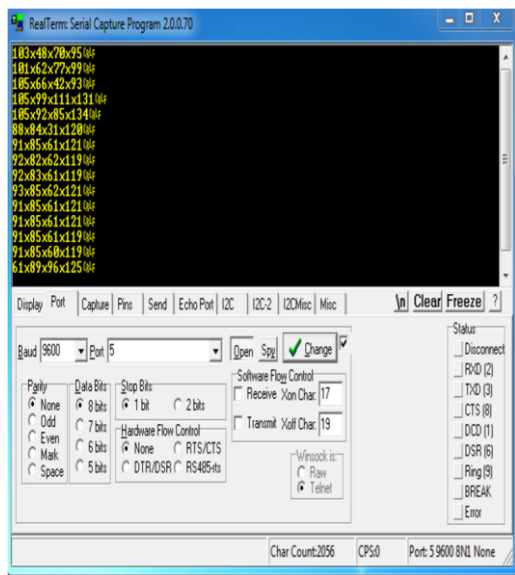 RealTerm: Serial Capture Program 2.0.0.70
103x48x70x95
101x62x77x99
105x66x42x93
105x99x111x131
105x92x85x134
88x84x31x120
91x85x61x121
92x82x62x119
92x83x61x119
93x85x62x121
91x85x61x121
91x85x61x121
91x85x61x119
91x85x60x119
61x89x96x125
Display Port Capture Pins Send Echo Port I2C I2C-2 I2CMisc Misc \n Clear Freeze ?
Baud 9600 Port 5 Open Spy Change
Parity
None
Odd
Even
Mark
Space
Data Bits
8 bits
7 bits
6 bits
5 bits
Stop Bits
1 bit 2 bits
Hardware Flow Control
None RTS/CTS
DTR/DSR RS485-rts
Software Flow Control
Receive Xon Char: 17
Transmit Xoff Char: 19
Winsock is:
Raw
Telnet
Status
Disconnect
RXD (2)
TXD (3)
CTS (8)
DCD (1)
DSR (6)
Ring (9)
BREAK
Error
Char Count:2056 CPS:0 Port: 5 9600 8N1 None